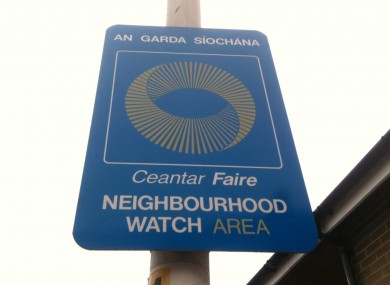 AN GARDA SÍOCHÁNA
Ceantar Faire
NEIGHBOURHOOD
WATCH AREA